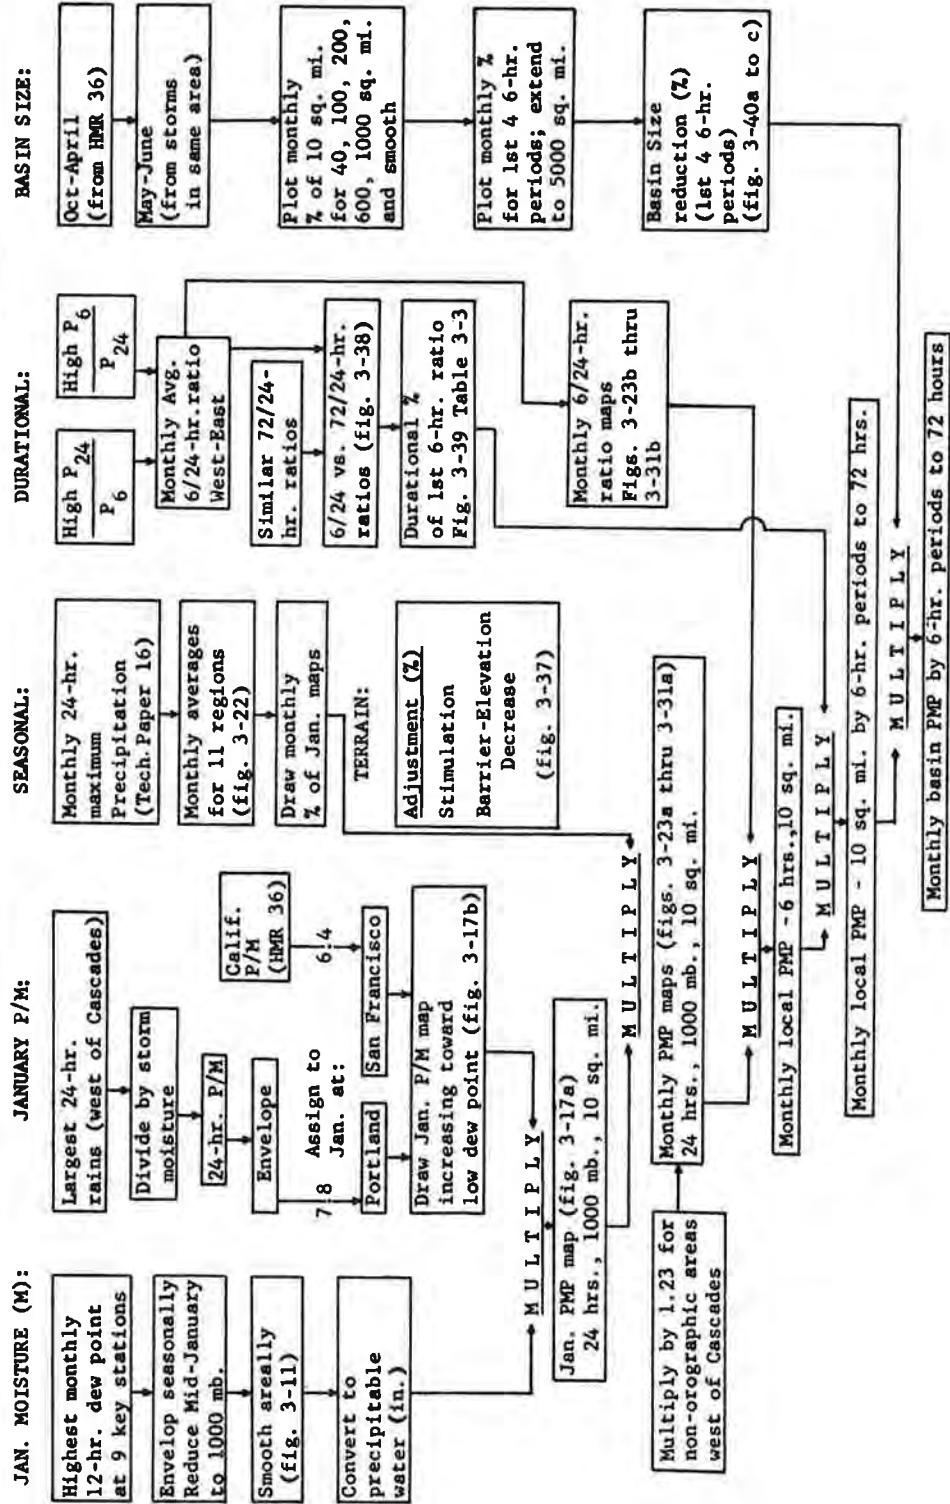 JAN. MOISTURE (M):
Highest monthly
12-hr. dew point
at 9 key stations
Envelop seasonally
Reduce Mid-January
to 1000 mb.
Smooth areally
(fig. 3-11)
Convert to
precipitable
water (in.)
JANUARY P/M:
Largest 24-hr.
rains (west of Cascades)
Divide by storm
moisture
24-hr. P/M
Envelope
Calif.
P/M
(HMR 36)
7.8
Assign to
Jan. at:
6.4
Portland
San Francisco
Draw Jan. P/M map
increasing toward
low dew point (fig. 3-17b)
MULTIPLY
Jan. PMP map (fig. 3-17a)
24 hrs., 1000 mb., 10 sq. mi.
SEASONAL:
Monthly 24-hr.
maximum
Precipitation
(Tech.Paper 16)
Monthly averages
for 11 regions
(fig. 3-22)
Draw monthly
% of Jan. maps
TERRAIN:
Adjustment (%)
Stimulation
Barrier-Elevation
Decrease
(fig. 3-37)
MULTIPLY
Multiply by 1.23 for
non-orographic areas
west of Cascades
Monthly PMP maps (figs. 3-23a thru 3-31a)
24 hrs., 1000 mb., 10 sq. mi.
DURATIONAL:
High P24
P6
High P6
P24
Monthly Avg.
6/24-hr.ratio
West-East
Similar 72/24-
hr. ratios
6/24 vs. 72/24-hr.
ratios (fig. 3-38)
Durational %
of 1st 6-hr. ratio
Fig. 3-39 Table 3-3
Monthly 6/24-hr.
ratio maps
Figs. 3-23b thru
3-31b
MULTIPLY
Monthly local PMP -6 hrs.,10 sq. mi.
MULTIPLY
Monthly local PMP - 10 sq. mi. by 6-hr. periods to 72 hrs.
BASIN SIZE:
Oct-April
(from HMR 36)
May-June
(from storms
in same area)
Plot monthly
% of 10 sq. mi.
for 40, 100, 200,
600, 1000 sq. mi.
and smooth
Plot monthly %
for 1st 4 6-hr.
periods; extend
to 5000 sq. mi.
Basin Size
reduction (%)
(1st 4 6-hr.
periods)
(fig. 3-40a to c)
MULTIPLY
Monthly basin PMP by 6-hr. periods to 72 hours